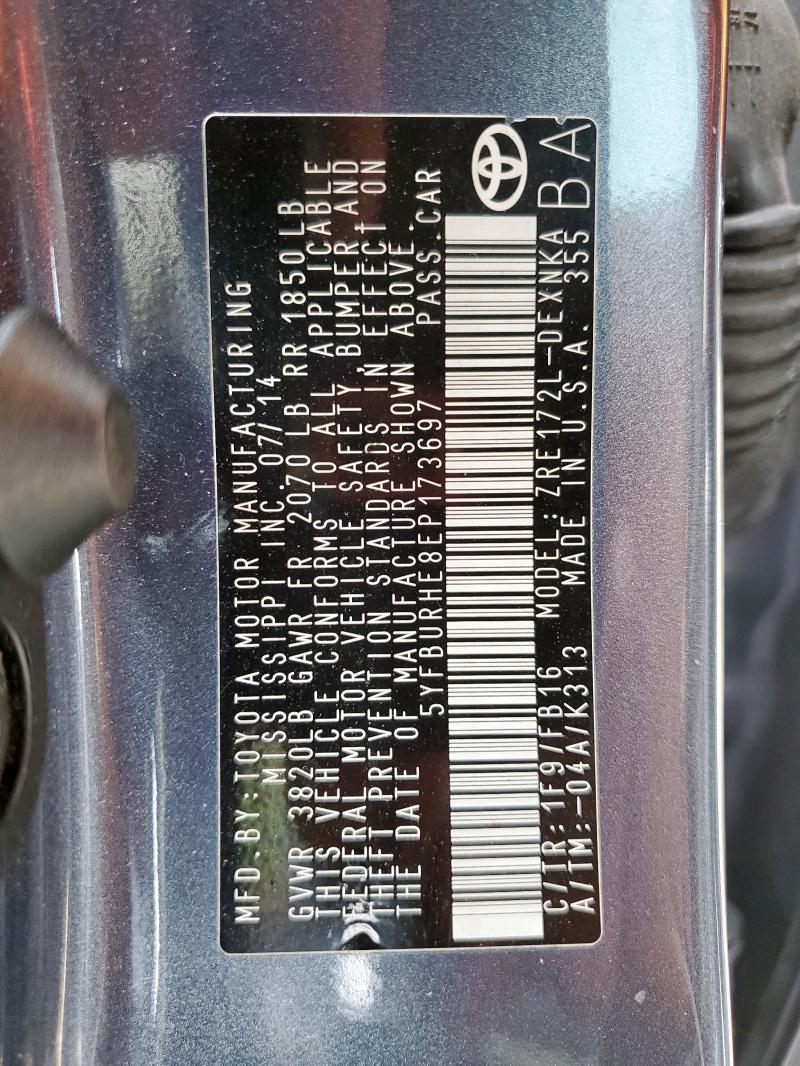 MFD.BY:TOYOTA MOTOR MANUFACTURING
MISSISSIPPI INC 07/14
GVWR 3820LB GAWR FR 2070 LB RR 1850 LB
THIS VEHICLE CONFORMS TO ALL APPLICABLE
FEDERAL MOTOR VEHICLE SAFETY, BUMPER AND
THEFT PREVENTION STANDARDS IN EFFECT ON
THE DATE OF MANUFACTURE SHOWN ABOVE.
5YFBURHE8EP173697 PASS.CAR
C/TR:1F9/FB16 MODEL:ZRE172L-DEXNKA
A/TM:-04A/K313 MADE IN U.S.A. 355 BA